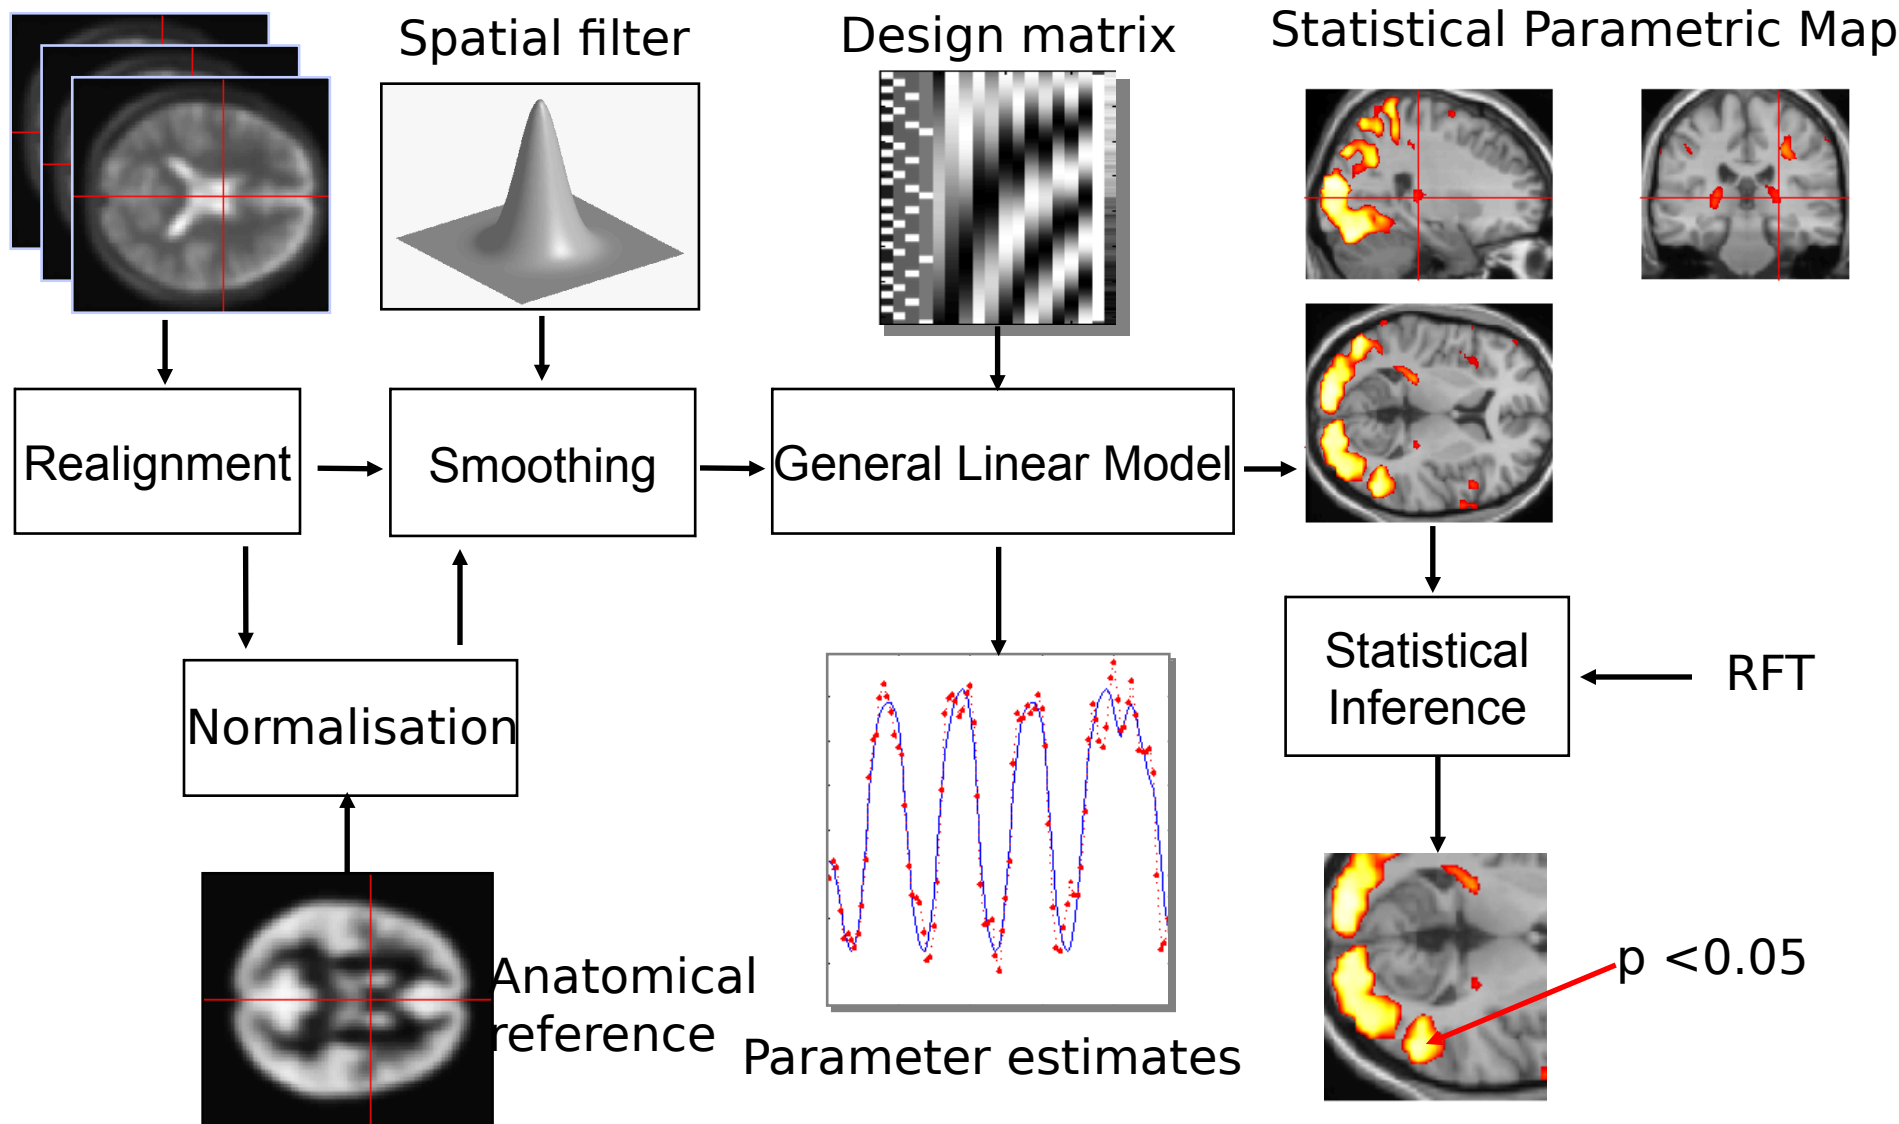 Spatial filter
Design matrix
Statistical Parametric Map
Realignment
Smoothing
General Linear Model
Statistical
Inference
RFT
Normalisation
Anatomical
reference
Parameter estimates
p <0.05